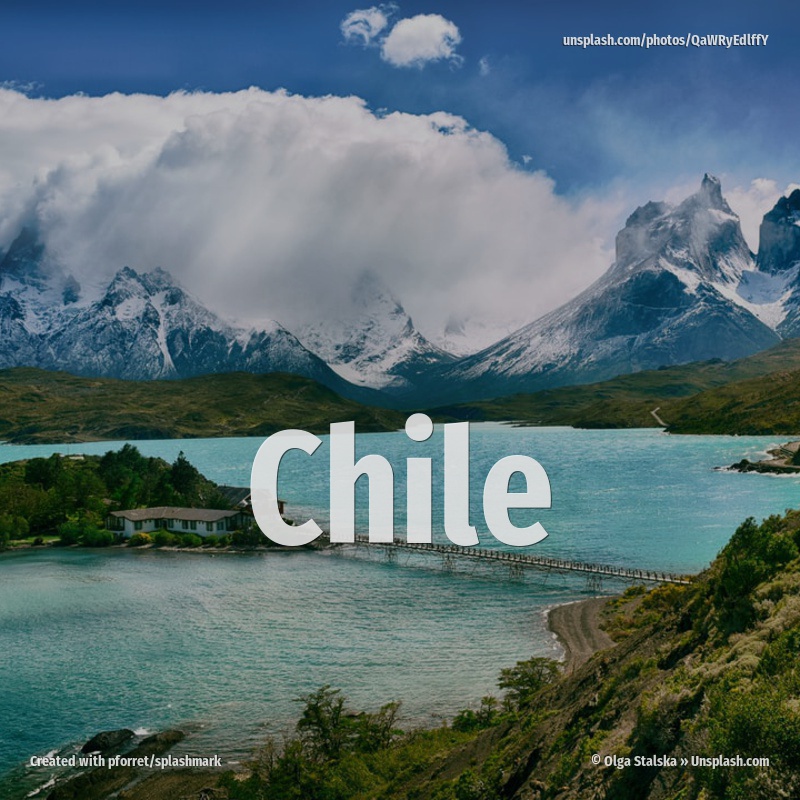 unsplash.com/photos/QaWRyEdlffY
Chile
Created with pforret/splashmark
© Olga Stalska » Unsplash.com